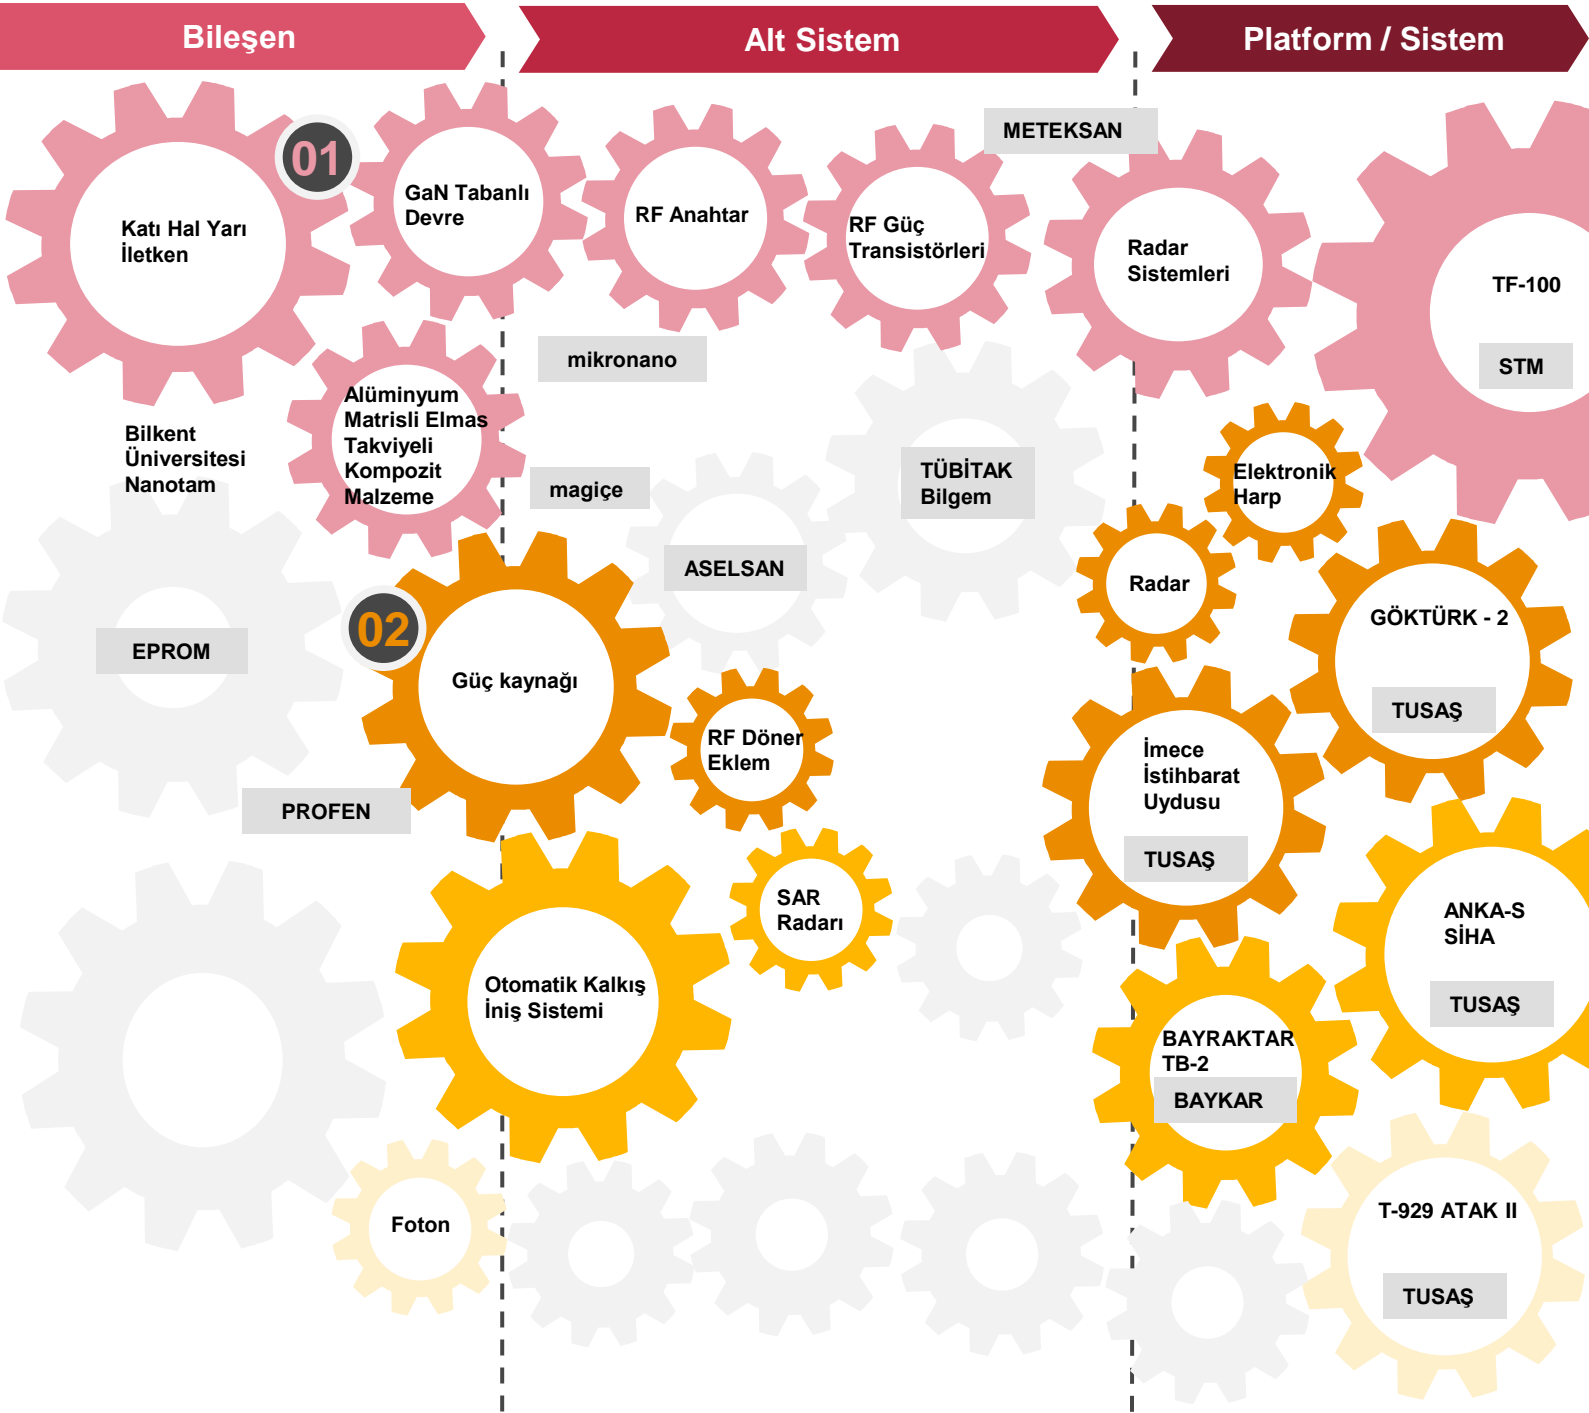 Bileşen
Alt Sistem
Platform / Sistem
01
Katı Hal Yarı
İletken
GaN Tabanlı
Devre
RF Anahtar
RF Güç
Transistörleri
METEKSAN
Radar
Sistemleri
TF-100
STM
mikronano
Alüminyum
Matrisli Elmas
Takviyeli
Kompozit
Malzeme
Bilkent
Üniversitesi
Nanotam
magiçe
TÜBİTAK
Bilgem
Elektronik
Harp
ASELSAN
Radar
02
EPROM
Güç kaynağı
GÖKTÜRK - 2
TUSAŞ
RF Döner
Eklem
İmece
İstihbarat
Uydusu
TUSAŞ
PROFEN
SAR
Radarı
ANKA-S
SİHA
TUSAŞ
Otomatik Kalkış
İniş Sistemi
BAYRAKTAR
TB-2
BAYKAR
Foton
T-929 ATAK II
TUSAŞ